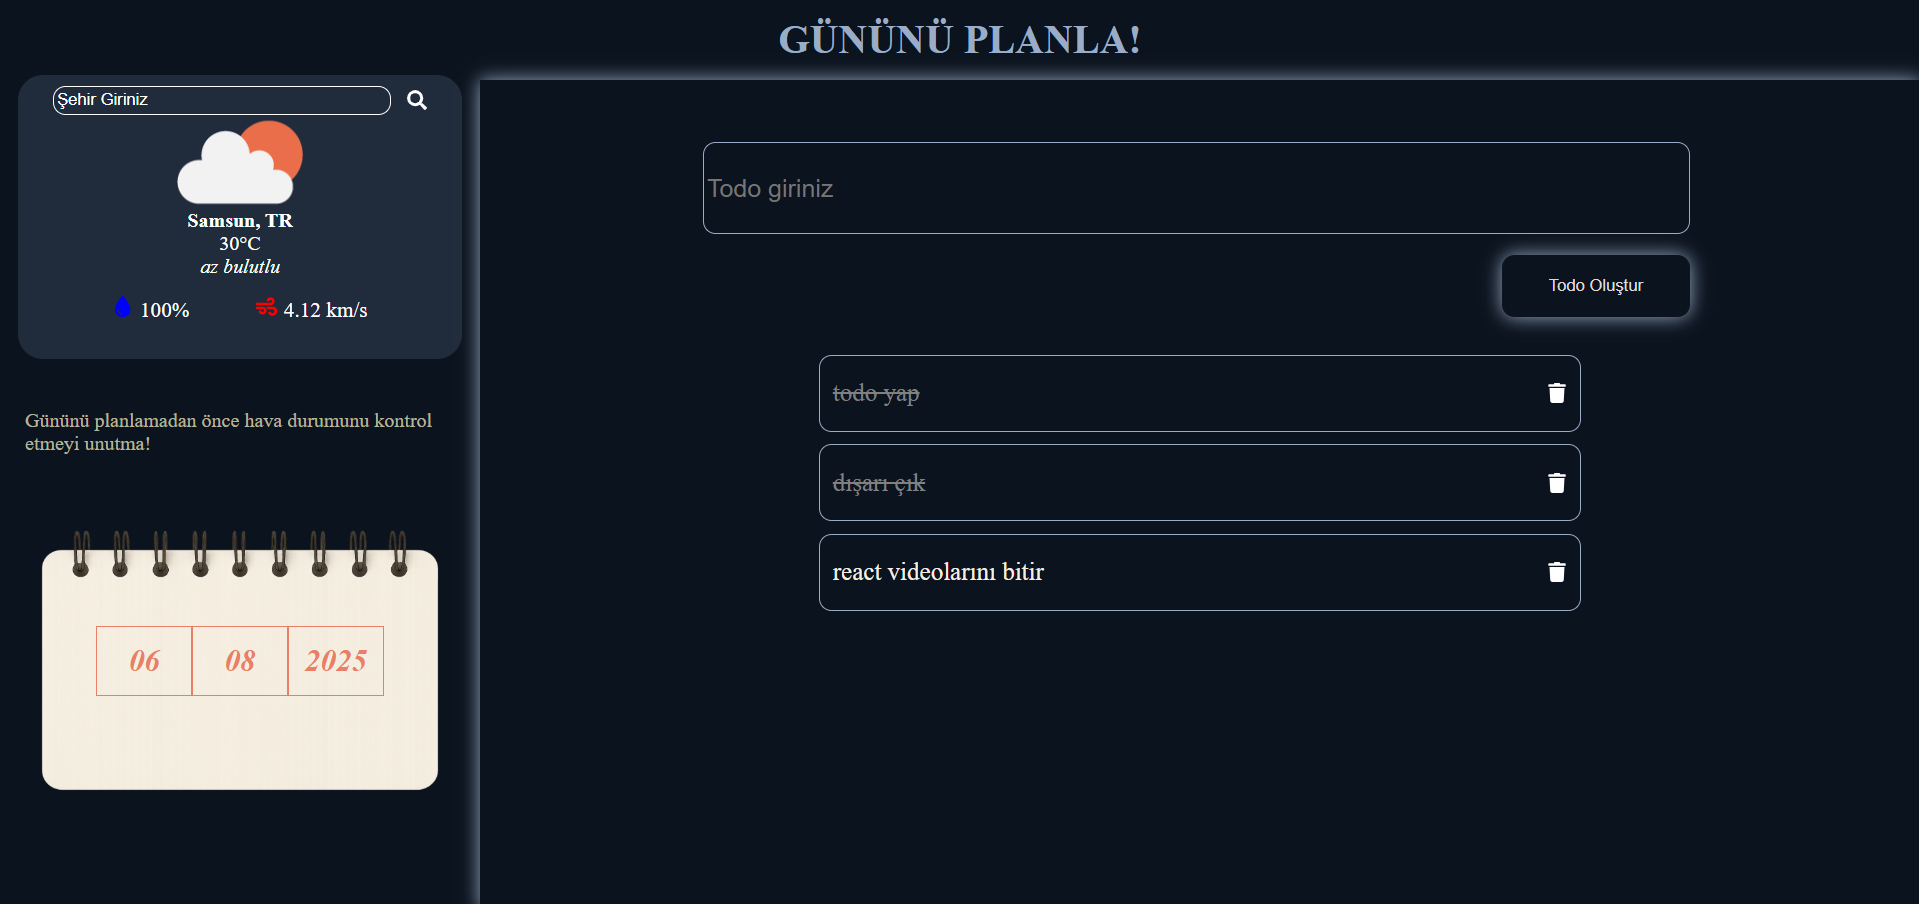 GÜNÜNÜ PLANLA!
Şehir Giriniz
Samsun, TR
30°C
az bulutlu
100% 4.12 km/s
Gününü planlamadan önce hava durumunu kontrol
etmeyi unutma!
06 08 2025
Todo giriniz
Todo Oluştur
todo yap
dışarı çık
react videolarını bitir